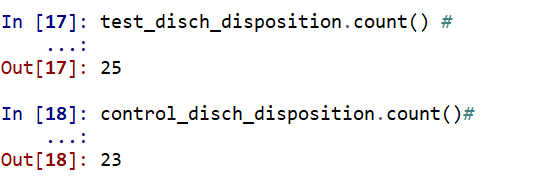 In [17]: test_disch_disposition.count() #
...:
Out[17]: 25
In [18]: control_disch_disposition.count()#
...:
Out[18]: 23